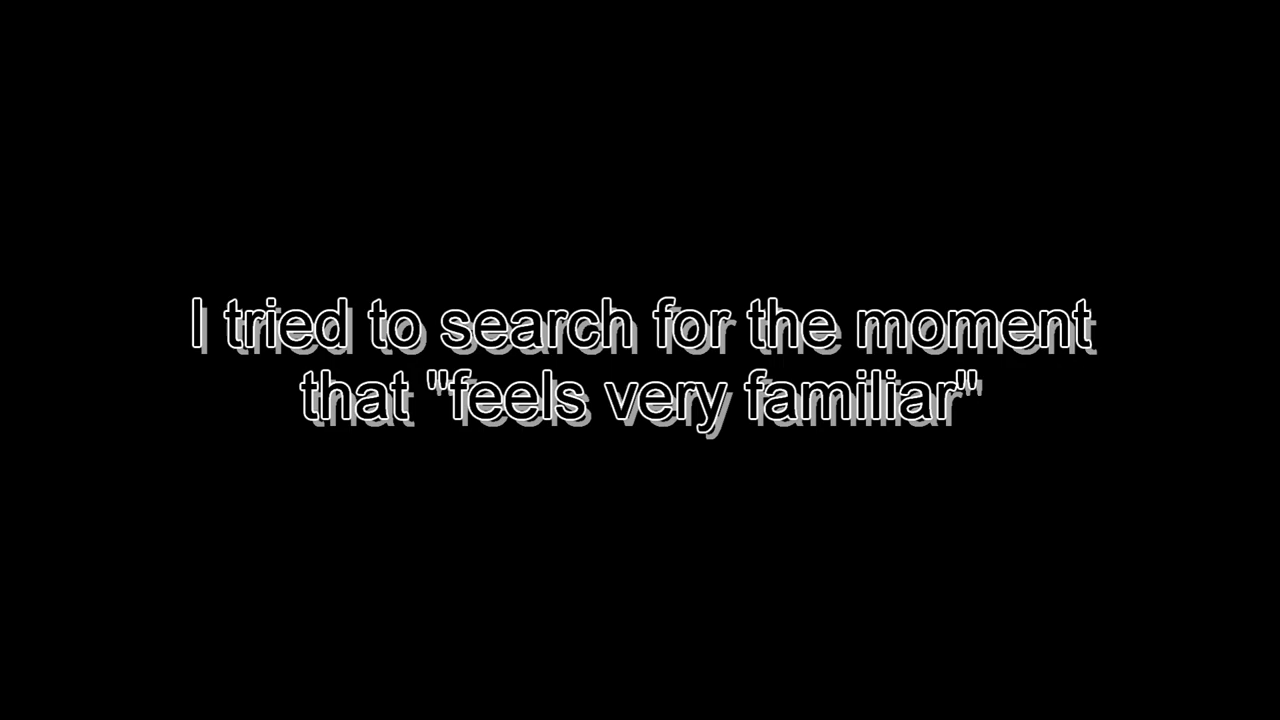 I tried to search for the moment
that "feels very familiar"